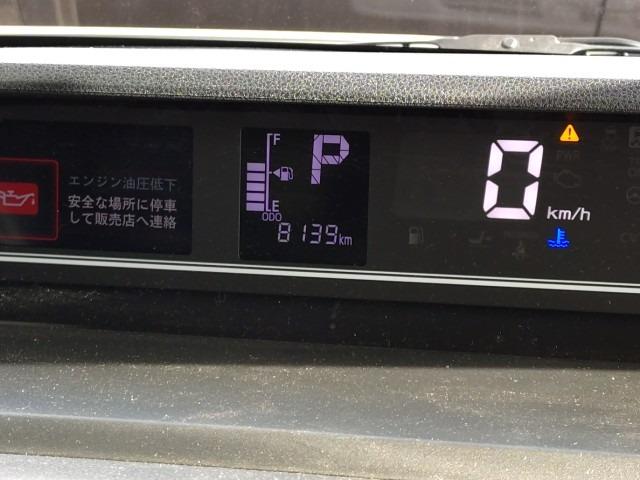 エンジン油圧低下
安全な場所に停車
して販売店へ連絡
F
E
P
ODO
8139km
0 km/h
PWR